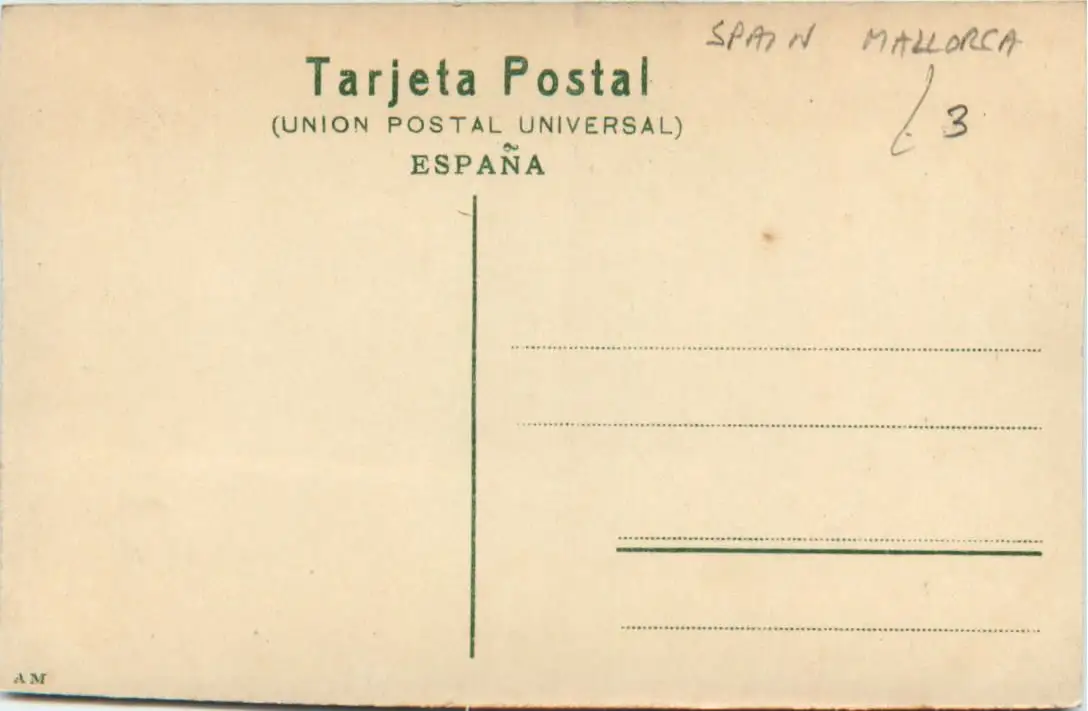 SPAIN MALLORCA
Tarjeta Postal
(UNION POSTAL UNIVERSAL)
ESPAÑA
3
AM